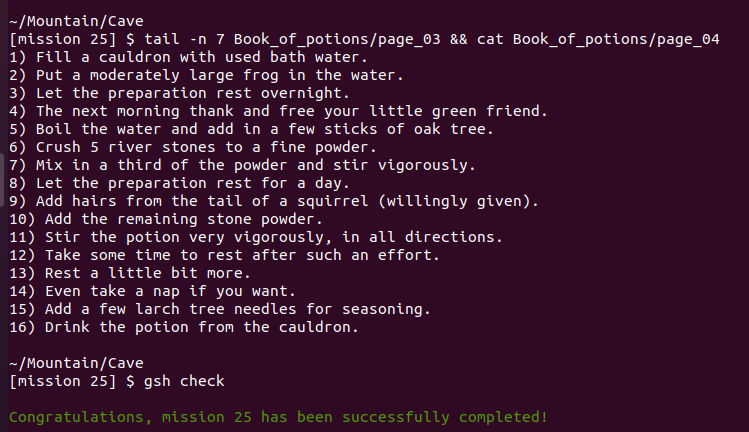 ~/Mountain/Cave
[mission 25] $ tail -n 7 Book_of_potions/page_03 && cat Book_of_potions/page_04
1) Fill a cauldron with used bath water.
2) Put a moderately large frog in the water.
3) Let the preparation rest overnight.
4) The next morning thank and free your little green friend.
5) Boil the water and add in a few sticks of oak tree.
6) Crush 5 river stones to a fine powder.
7) Mix in a third of the powder and stir vigorously.
8) Let the preparation rest for a day.
9) Add hairs from the tail of a squirrel (willingly given).
10) Add the remaining stone powder.
11) Stir the potion very vigorously, in all directions.
12) Take some time to rest after such an effort.
13) Rest a little bit more.
14) Even take a nap if you want.
15) Add a few larch tree needles for seasoning.
16) Drink the potion from the cauldron.
~/Mountain/Cave
[mission 25] $ gsh check
Congratulations, mission 25 has been successfully completed!